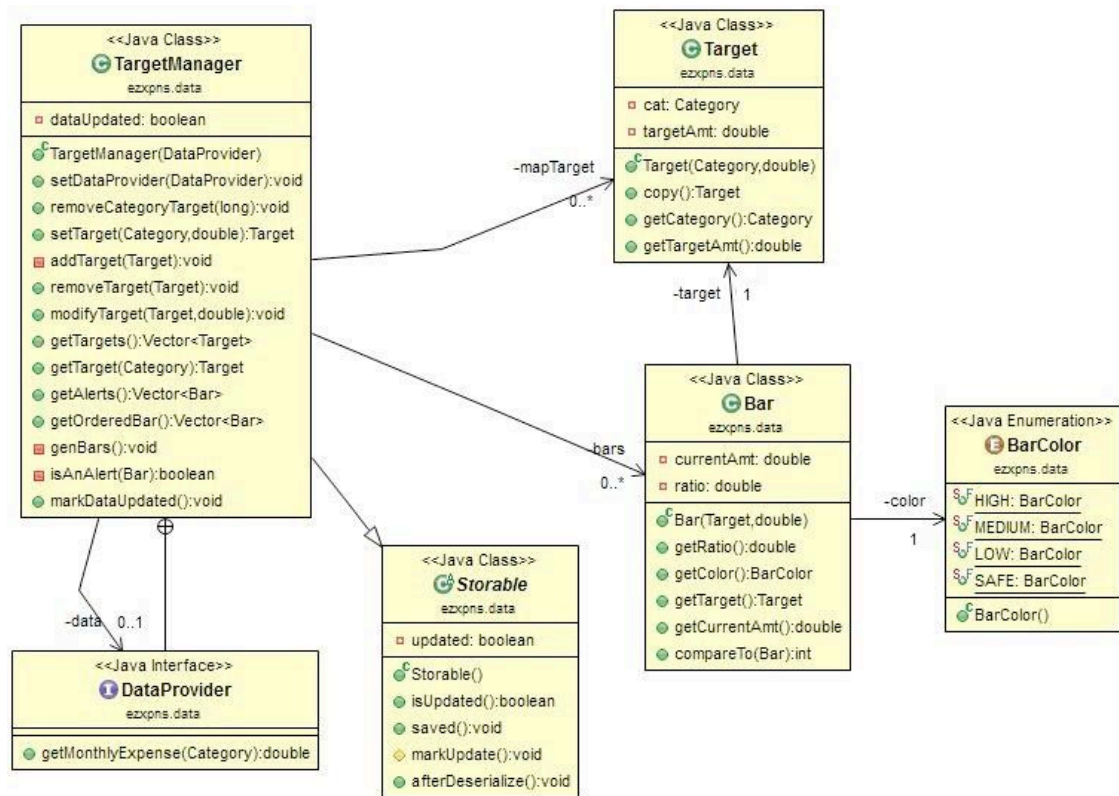 <<Java Class>>
TargetManager
ezxpns.data
dataUpdated: boolean
TargetManager(DataProvider)
setDataProvider(DataProvider):void
removeCategoryTarget(long):void
setTarget(Category,double):Target
addTarget(Target):void
removeTarget(Target):void
modifyTarget(Target,double):void
getTargets():Vector<Target>
getTarget(Category):Target
getAlerts():Vector<Bar>
getOrderedBar():Vector<Bar>
genBars():void
isAnAlert(Bar):boolean
markDataUpdated():void
<<Java Class>>
Target
ezxpns.data
cat: Category
targetAmt: double
Target(Category,double)
copy():Target
getCategory():Category
getTargetAmt():double
-mapTarget
0..*
-target
1
<<Java Class>>
Bar
ezxpns.data
currentAmt: double
ratio: double
Bar(Target,double)
getRatio():double
getColor():BarColor
getTarget():Target
getCurrentAmt():double
compareTo(Bar):int
-bars
0..*
-color
1
<<Java Enumeration>>
BarColor
ezxpns.data
HIGH: BarColor
MEDIUM: BarColor
LOW: BarColor
SAFE: BarColor
BarColor()
<<Java Class>>
Storable
ezxpns.data
updated: boolean
Storable()
isUpdated():boolean
saved():void
markUpdate():void
afterDeserialize():void
-data
0..1
<<Java Interface>>
DataProvider
ezxpns.data
getMonthlyExpense(Category):double